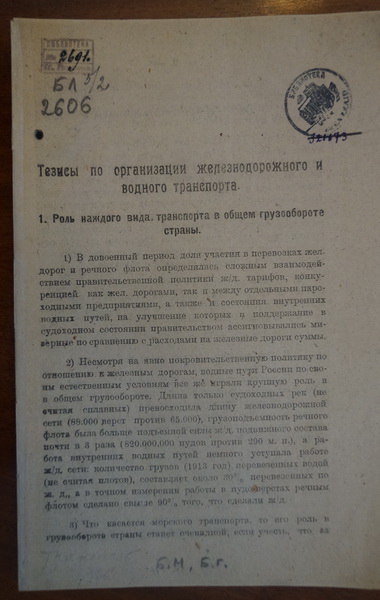 БИБЛИОТЕКА
2691.
БЛ 3/2
2606
БИБЛИОТЕКА
Тезисы по организации железнодорожного и
водного транспорта.
1. Роль каждого вида транспорта в общем грузообороте
страны.
1) В довоенный период доля участия в перевозках жел.
дорог и речного флота определилась сложным взаимодей-
ствием правительственной политики ж/д. тарифов, конку-
ренцией как жел. дорогами, так и между отдельными паро-
ходными предприятиями, а также и состояния внутренних
водных путей, на улучшение которых и поддержание в
судоходном состоянии правительством ассигновывались ми-
зерные по сравнению с расходами на железные дороги суммы.
2) Несмотря на явно покровительственную политику по
отношению к железным дорогам, водные пути России по сво-
им естественным условиям все же играли крупную роль и
в общем грузообороте. Длина только судоходных рек (не
считая сплавных) превосходила длину железнодорожной
сети (88.000 верст против 65.000), грузоподъемность речного
флота была больше подъемной силы ж/д. подвижного состава
почти в 3 раза (820.000.000 пудов против 290 м. п.), а ра-
бота внутренних водных путей немного уступала работе
ж/д. сети: количество грузов (1913 год), перевезенных водой
(не считая плотов), составляет около перевезенных по
ж. д., а в точном измерении работы в пудоверстах речным
флотом сделано свыше того, что сделали ж/д.
3) Что касается морского транспорта, то его роль в
грузообороте страны станет очевидной, если учесть, что из
Б.М., Б.г.